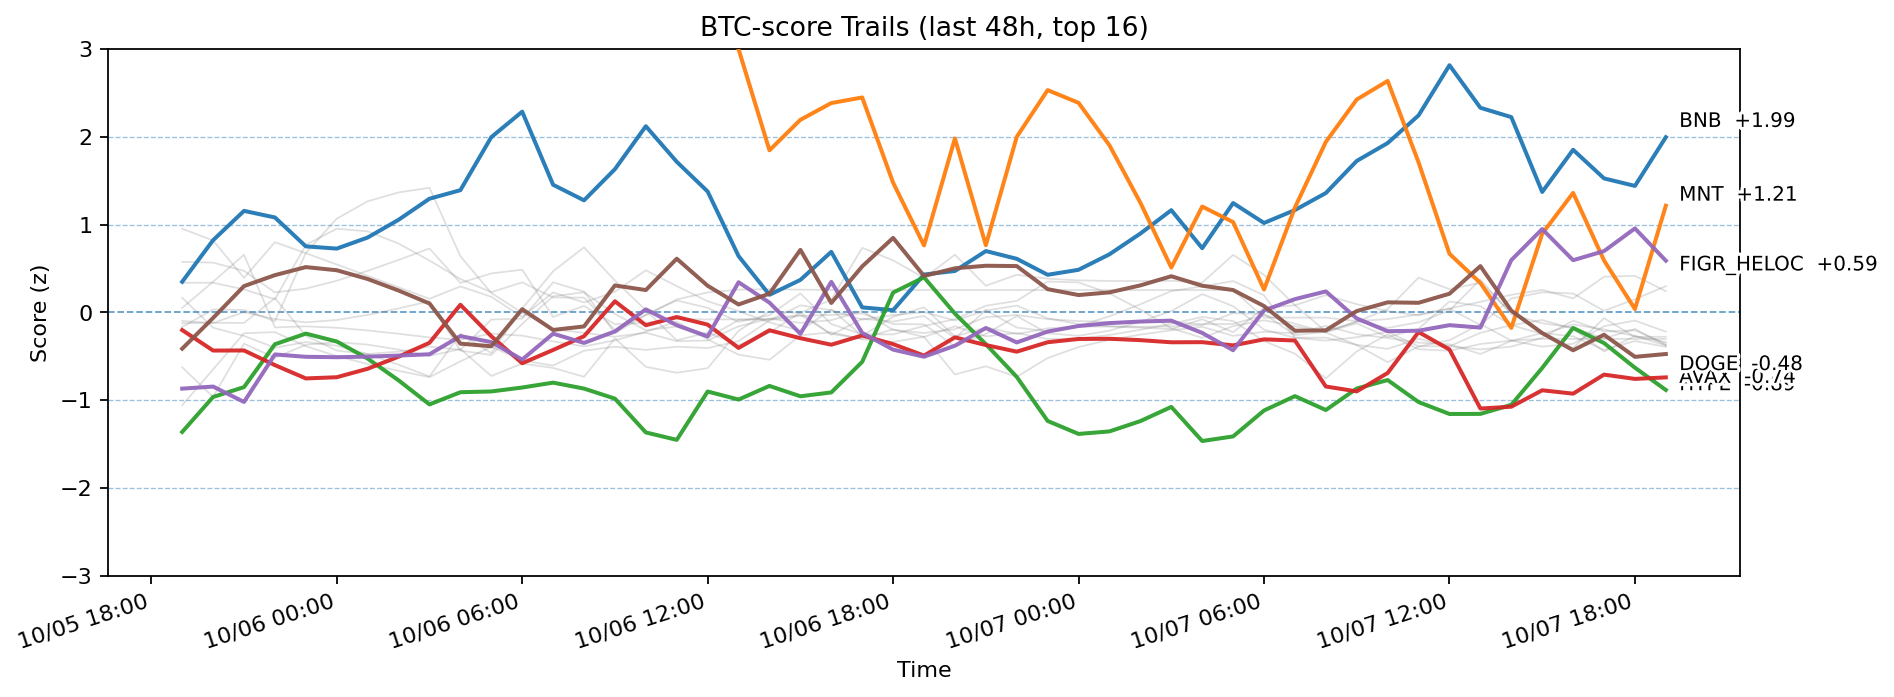 BTC-score Trails (last 48h, top 16)
Score (z)
3
2
1
0
−1
−2
−3
BNB +1.99
MNT +1.21
FIGR_HELOC +0.59
DOGE -0.48
AVAX -0.74
10/05 18:00
10/06 00:00
10/06 06:00
10/06 12:00
10/06 18:00
10/07 00:00
10/07 06:00
10/07 12:00
10/07 18:00
Time